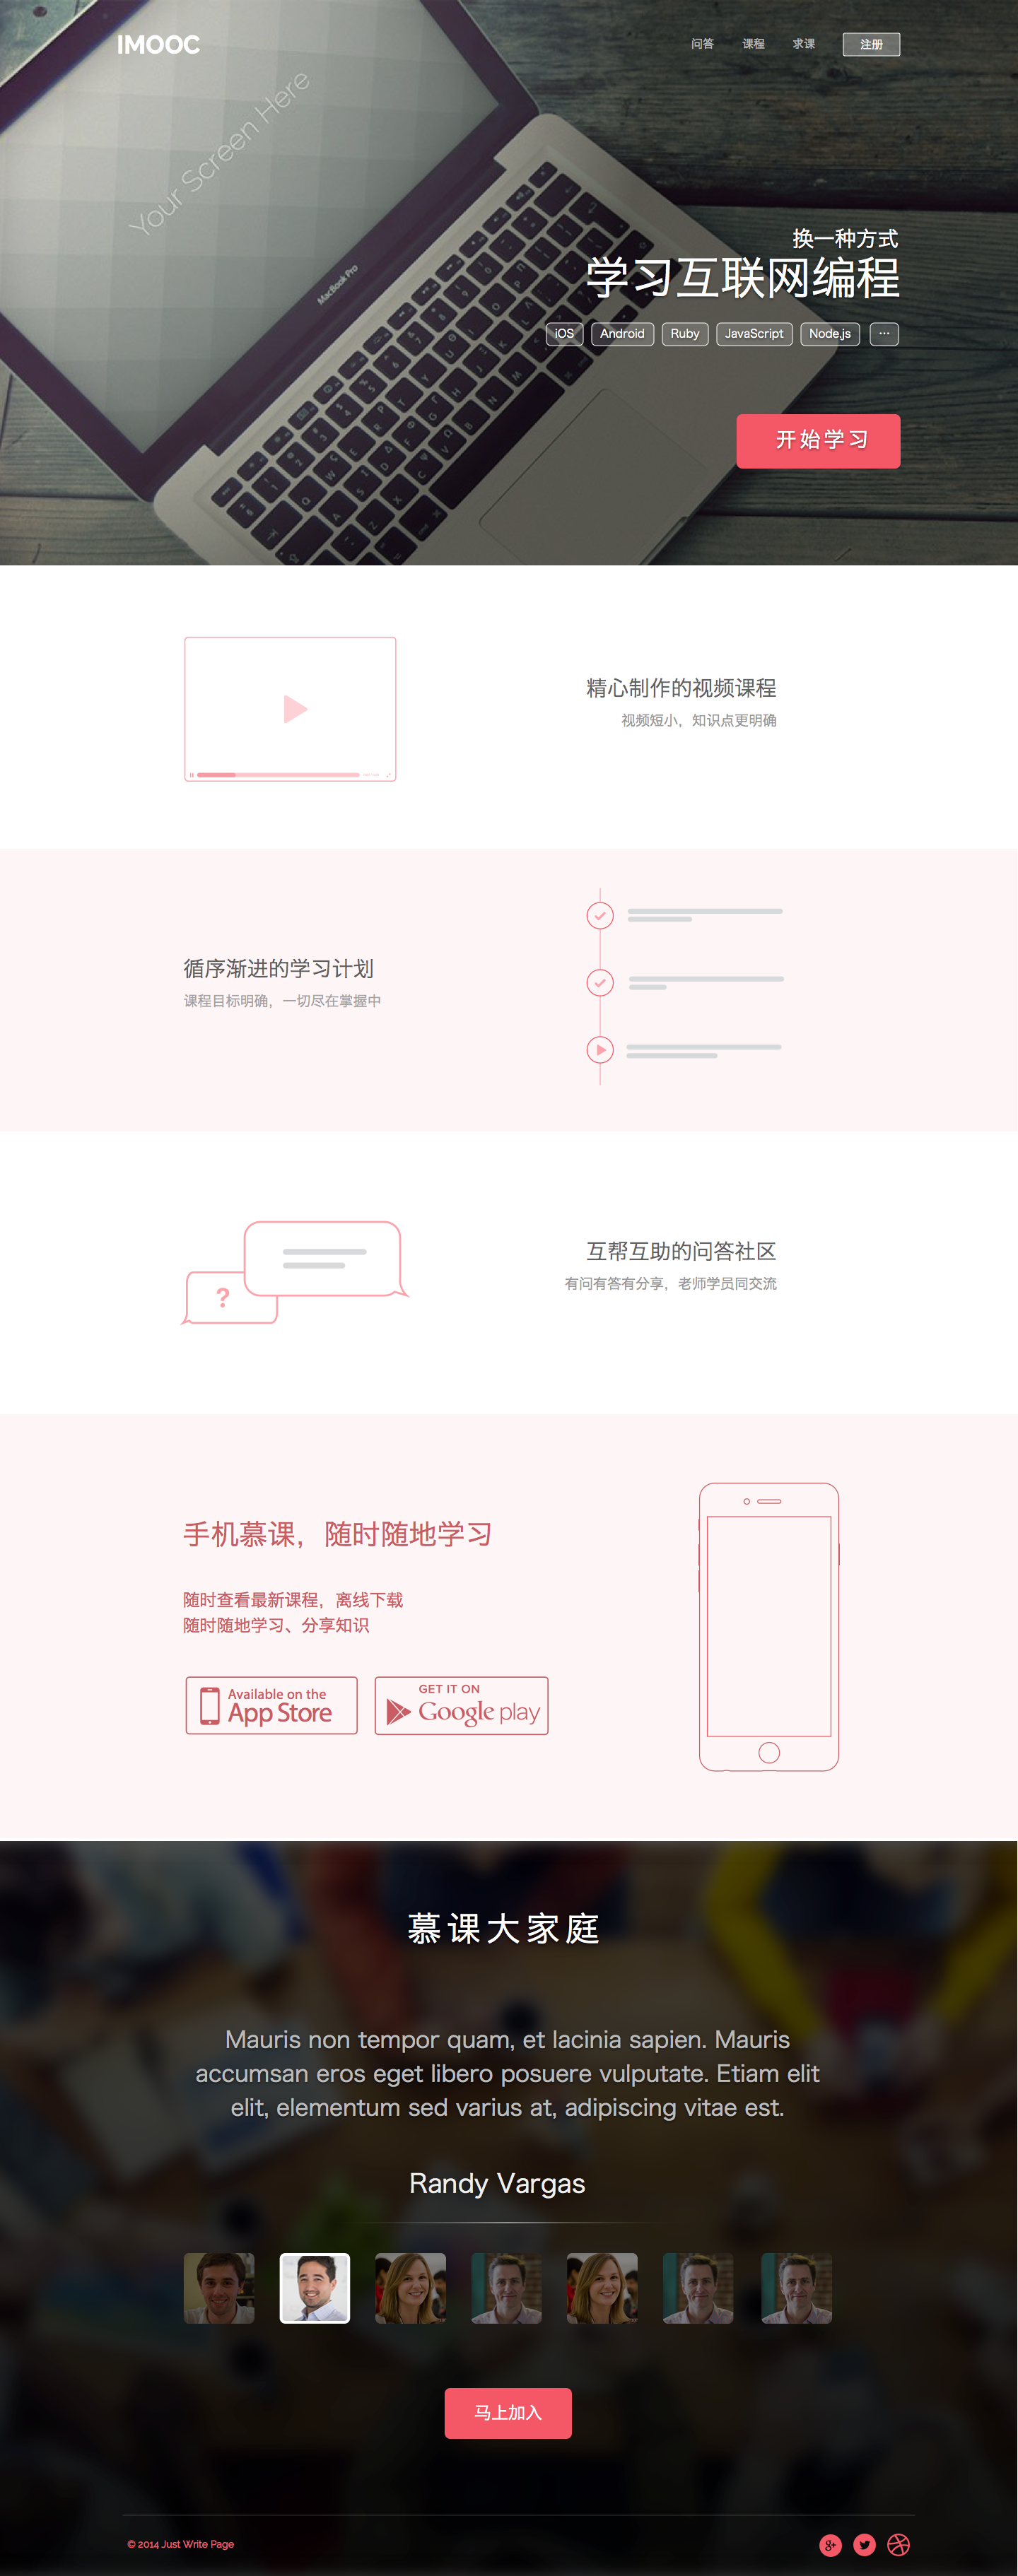 IMOOC
问答 课程 求课 注册
Your Screen Here
MacBook Pro
换一种方式
学习互联网编程
iOS Android Ruby JavaScript Node.js ···
开始学习
精心制作的视频课程
视频短小，知识点更明确
循序渐进的学习计划
课程目标明确，一切尽在掌握中
?
互帮互助的问答社区
有问有答有分享，老师学员同交流
手机慕课，随时随地学习
随时查看最新课程，离线下载
随时随地学习、分享知识
Available on the
App Store
GET IT ON
Google play
慕课大家庭
Mauris non tempor quam, et lacinia sapien. Mauris
accumsan eros eget libero posuere vulputate. Etiam elit
elit, elementum sed varius at, adipiscing vitae est.
Randy Vargas
马上加入
© 2014 Just Write Page
g+